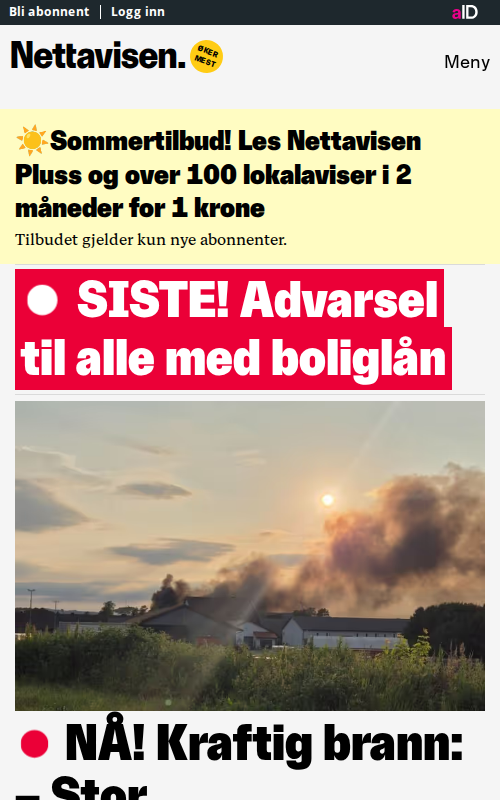 Bli abonnent | Logg inn
aID
Nettavisen.
ØKER
MEST
Meny
☀️Sommertilbud! Les Nettavisen
Pluss og over 100 lokalaviser i 2
måneder for 1 krone
Tilbudet gjelder kun nye abonnenter.
SISTE! Advarsel
til alle med boliglån
NÅ! Kraftig brann:
– Stor